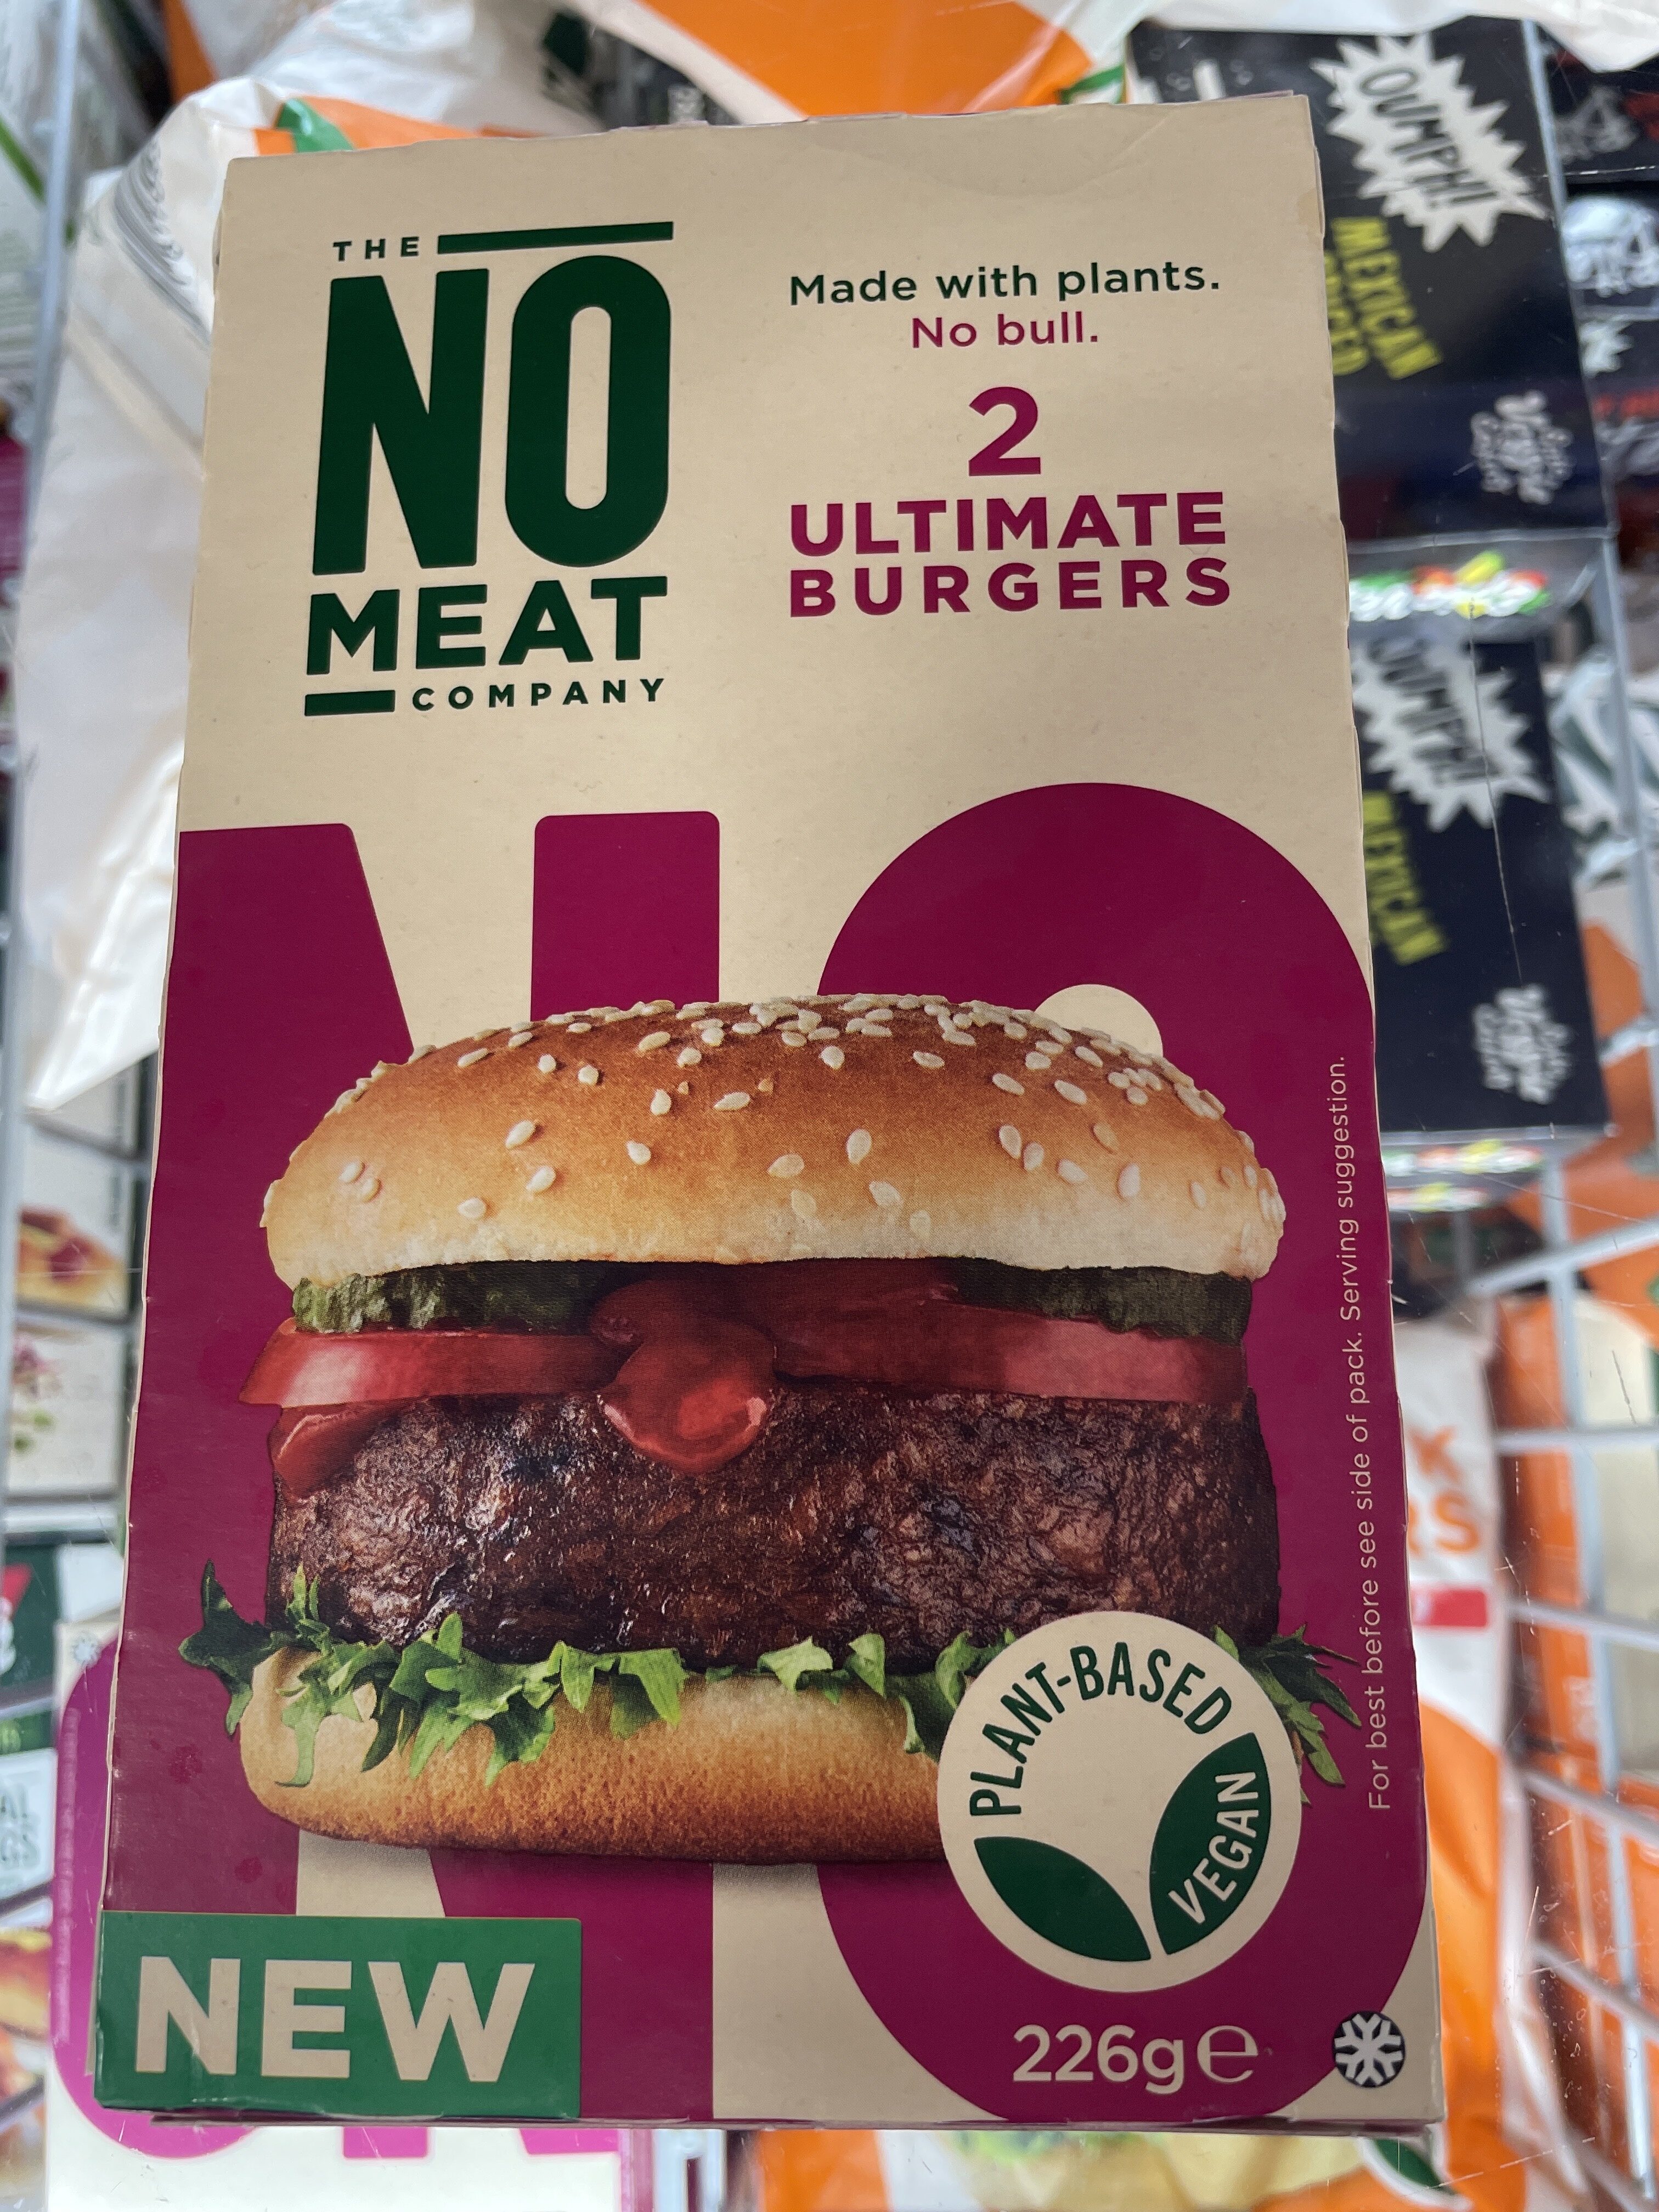 THE
NO
MEAT
COMPANY
Made with plants.
No bull.
2
ULTIMATE
BURGERS
For best before see side of pack. Serving suggestion.
PLANT-BASED
VEGAN
NEW
226g e
OUMPH!
MEXICAN
OUMPH!
MEXICAN